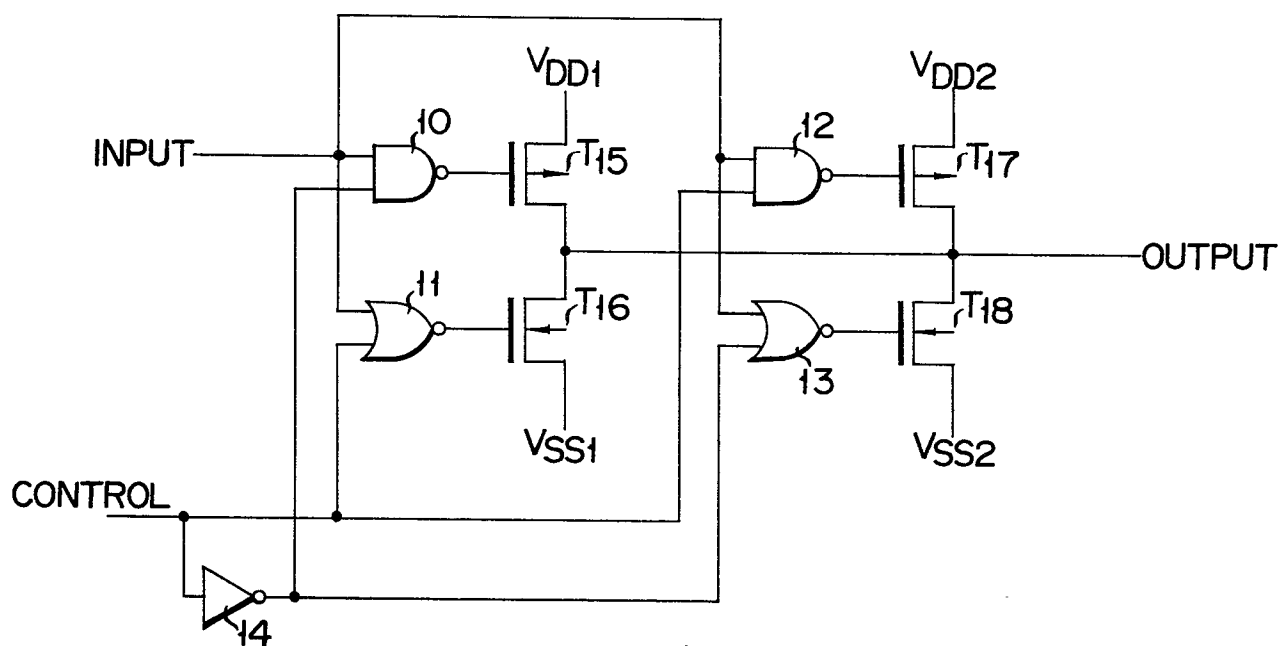 VDD1
VDD2
10
12
INPUT
T15
T17
OUTPUT
11
T16
T18
13
VSS1
VSS2
CONTROL
14